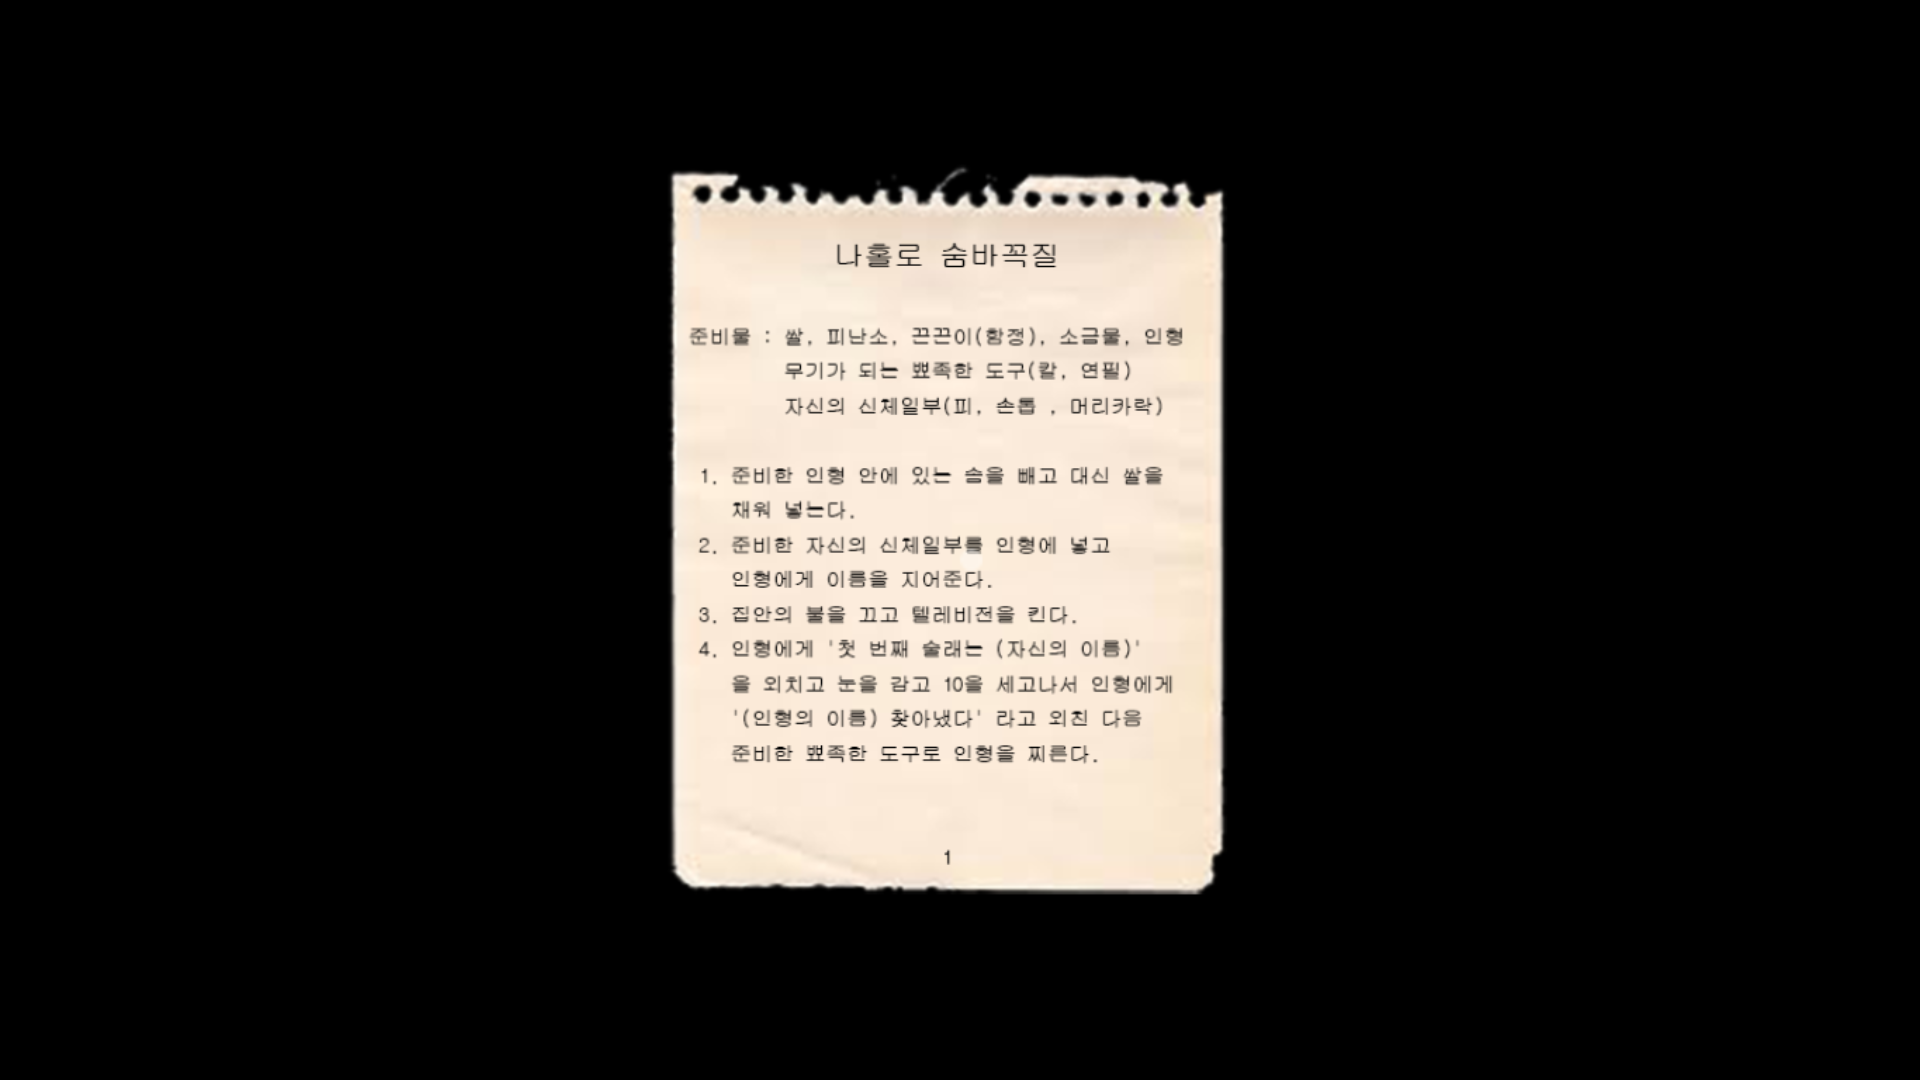 나홀로 숨바꼭질
준비물 : 쌀, 피난소, 끈끈이(함정), 소금물, 인형
무기가 되는 뾰족한 도구(칼, 연필)
자신의 신체일부(피, 손톱 , 머리카락)
1. 준비한 인형 안에 있는 솜을 빼고 대신 쌀을
채워 넣는다.
2. 준비한 자신의 신체일부를 인형에 넣고
인형에게 이름을 지어준다.
3. 집안의 불을 끄고 텔레비전을 킨다.
4. 인형에게 '첫 번째 술래는 (자신의 이름)'
을 외치고 눈을 감고 10을 세고나서 인형에게
'(인형의 이름) 찾아냈다' 라고 외친 다음
준비한 뾰족한 도구로 인형을 찌른다.
1